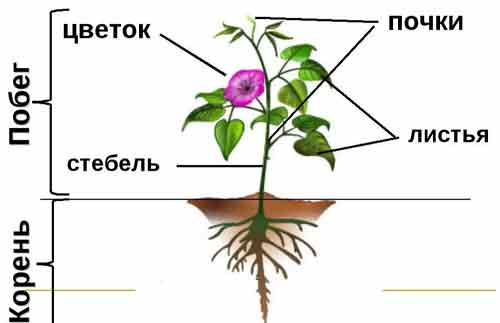 цветок
почки
Побег
листья
стебель
Корень